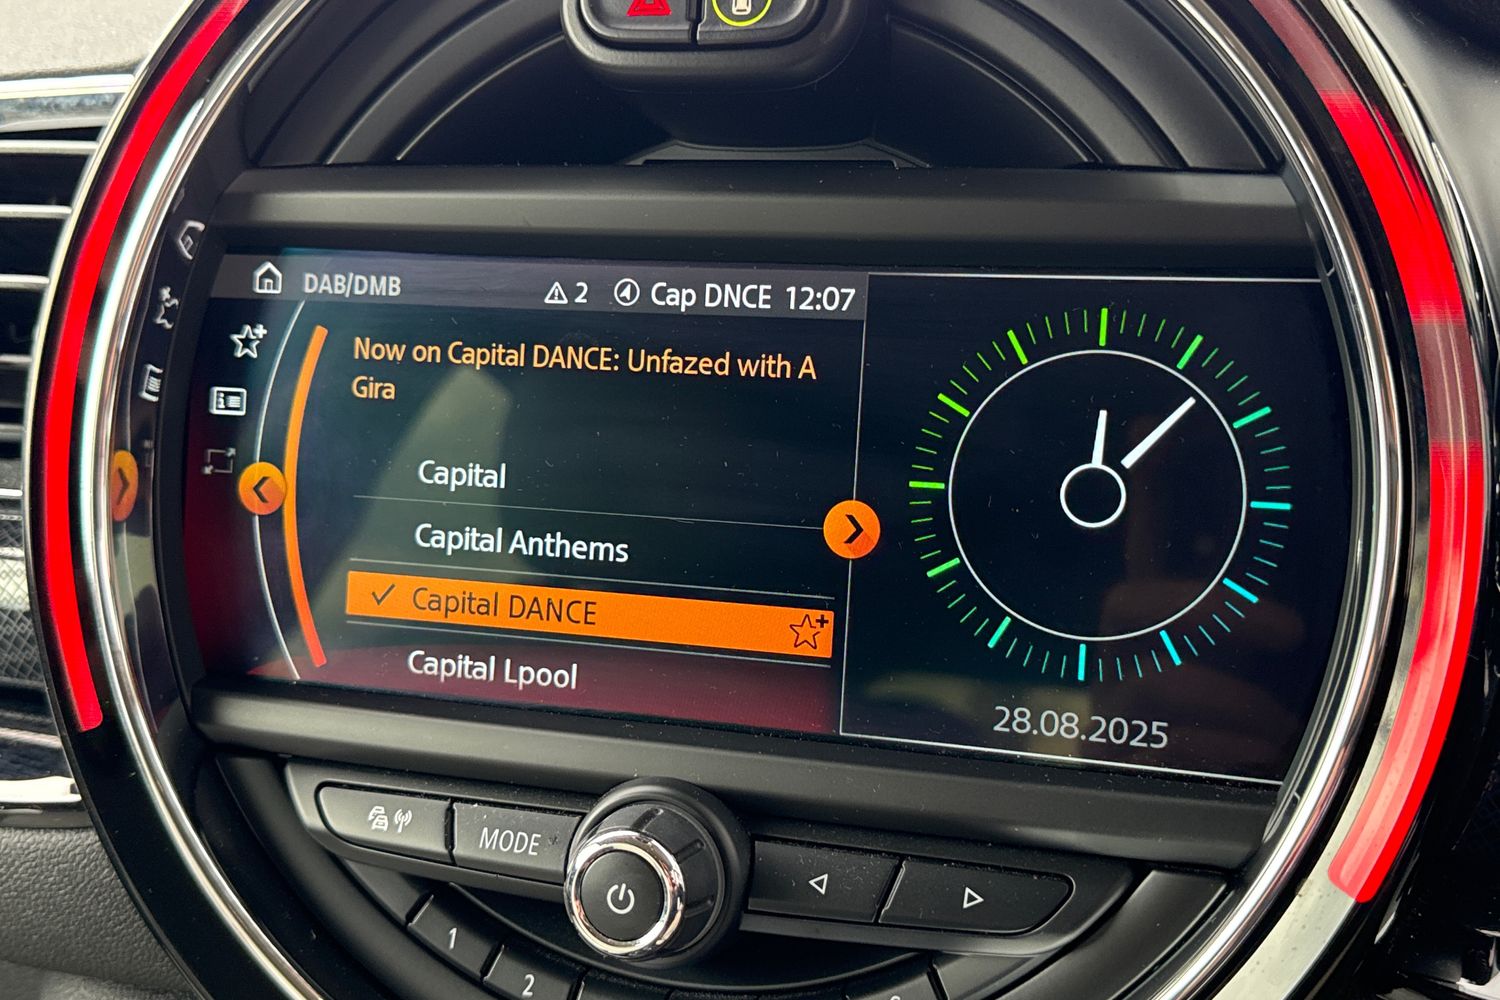 DAB/DMB 2 Cap DNCE 12:07
Now on Capital DANCE: Unfazed with A
Gira
Capital
Capital Anthems
Capital DANCE
Capital Lpool
28.08.2025
MODE
1
2